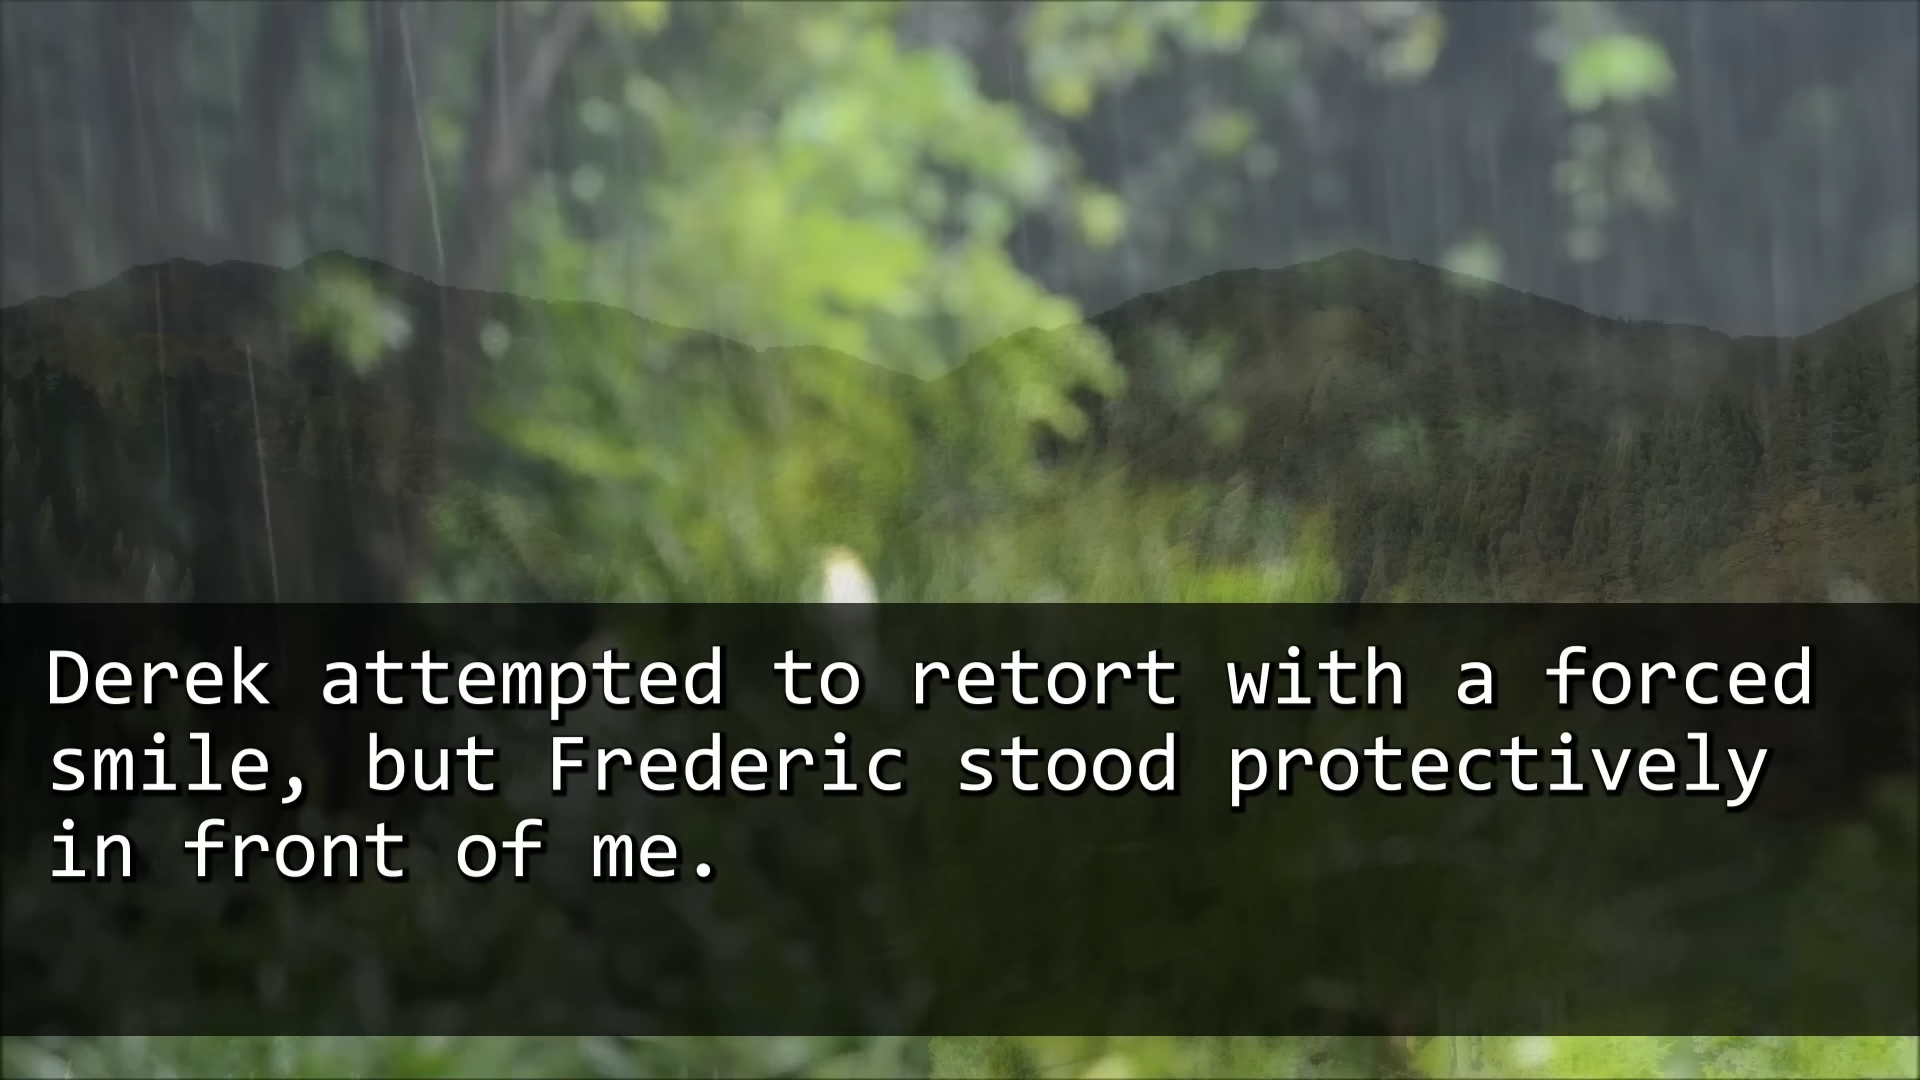 Derek attempted to retort with a forced
smile, but Frederic stood protectively
in front of me.